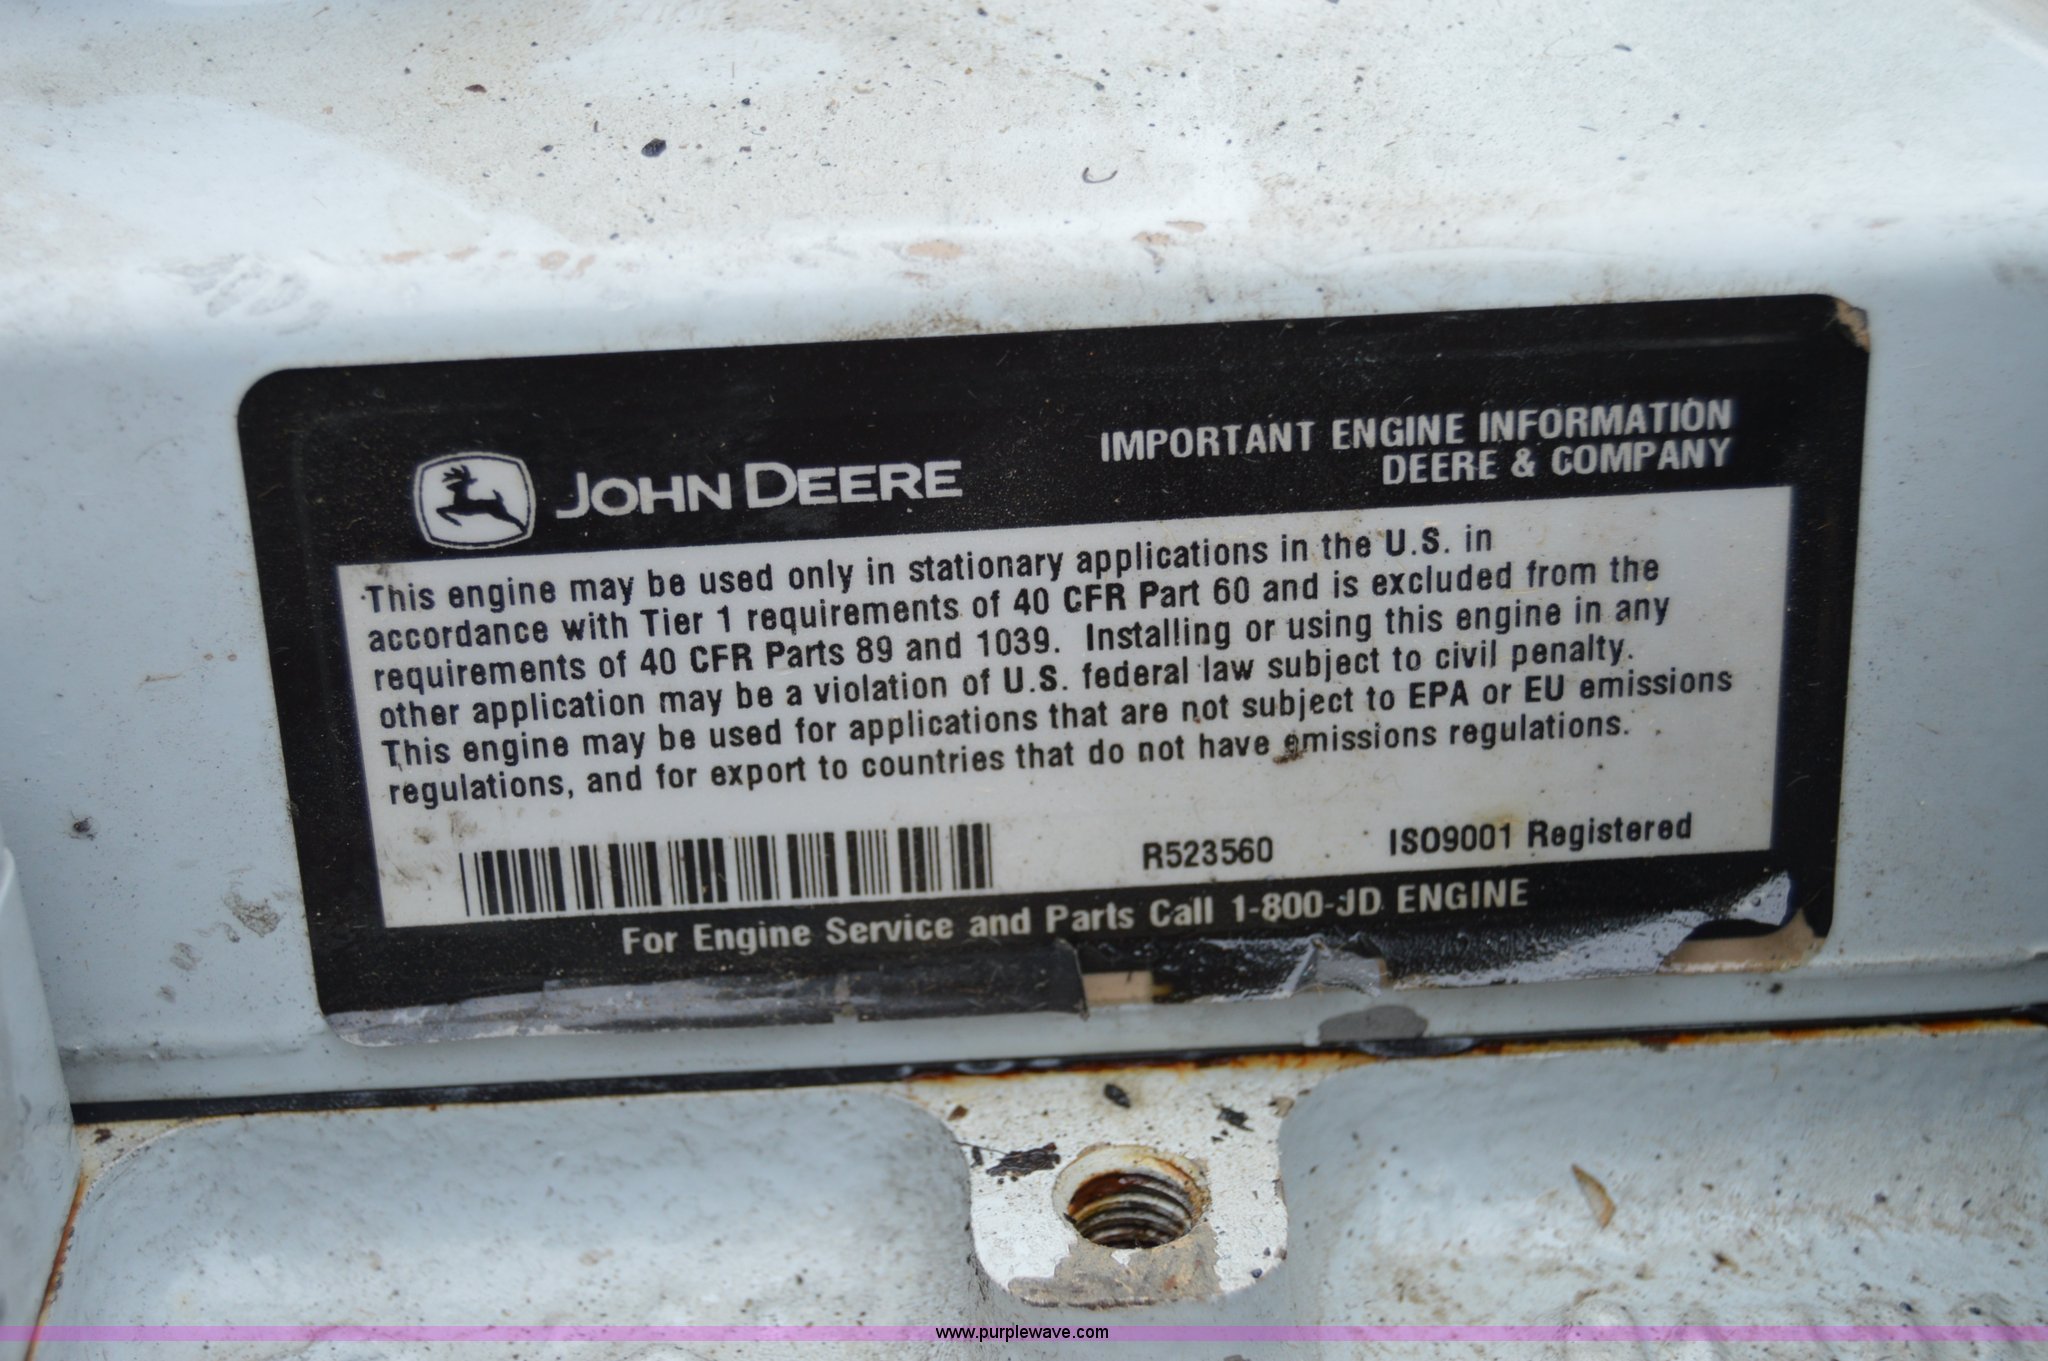 JOHN DEERE
IMPORTANT ENGINE INFORMATION
DEERE & COMPANY
This engine may be used only in stationary applications in the U.S. in
accordance with Tier 1 requirements of 40 CFR Part 60 and is excluded from the
requirements of 40 CFR Parts 89 and 1039. Installing or using this engine in any
other application may be a violation of U.S. federal law subject to civil penalty.
This engine may be used for applications that are not subject to EPA or EU emissions
regulations, and for export to countries that do not have emissions regulations.
R523560 ISO9001 Registered
For Engine Service and Parts Call 1-800-JD ENGINE
www.purplewave.com